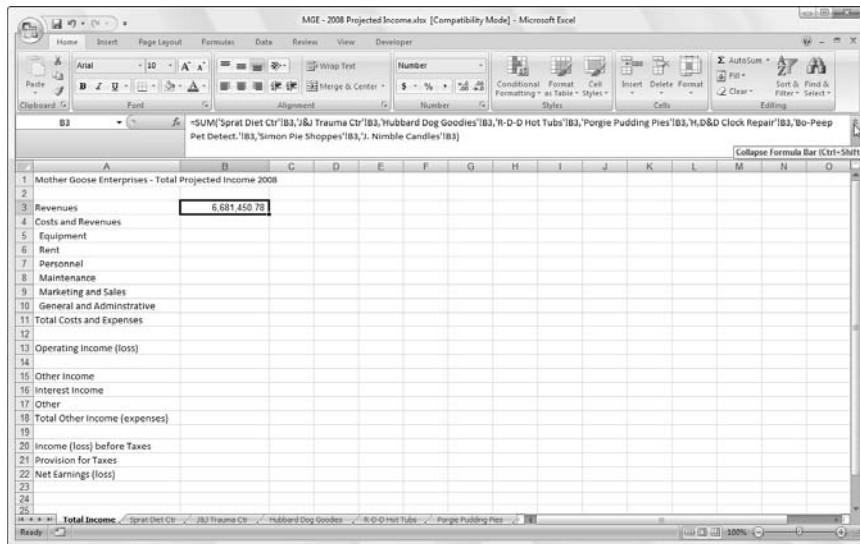 MGE - 2008 Projected Income.xlsx [Compatibility Mode] - Microsoft Excel
Home Insert Page Layout Formulas Data Review View Developer
Arial 10 Wrap Text Number Σ AutoSum
Paste B I U Merge & Center $ % , Conditional Formatting Format as Table Cell Styles Insert Delete Format Fill Clear Sort & Filter Find & Select
Clipboard Font Alignment Number Styles Cells Editing
B3 fx =SUM('Sprat Diet Ctr'!B3,'J&J Trauma Ctr'!B3,'Hubbard Dog Goodies'!B3,'R-D-D Hot Tubs'!B3,'Porgie Pudding Pies'!B3,'H,D&D Clock Repair'!B3,'Bo-Peep
Pet Detect.'!B3,'Simon Pie Shoppes'!B3,'J. Nimble Candles'!B3)
Collapse Formula Bar (Ctrl+Shift
A B C D E F G H I J K L M N O
1 Mother Goose Enterprises - Total Projected Income 2008
2
3 Revenues 6,681,450.78
4 Costs and Revenues
5 Equipment
6 Rent
7 Personnel
8 Maintenance
9 Marketing and Sales
10 General and Adminstrative
11 Total Costs and Expenses
12
13 Operating Income (loss)
14
15 Other Income
16 Interest Income
17 Other
18 Total Other Income (expenses)
19
20 Income (loss) before Taxes
21 Provision for Taxes
22 Net Earnings (loss)
23
24
25
Total Income Sprat Diet Ctr J&J Trauma Ctr Hubbard Dog Goodies R-D-D Hot Tubs Porgie Pudding Pies
Ready 100%